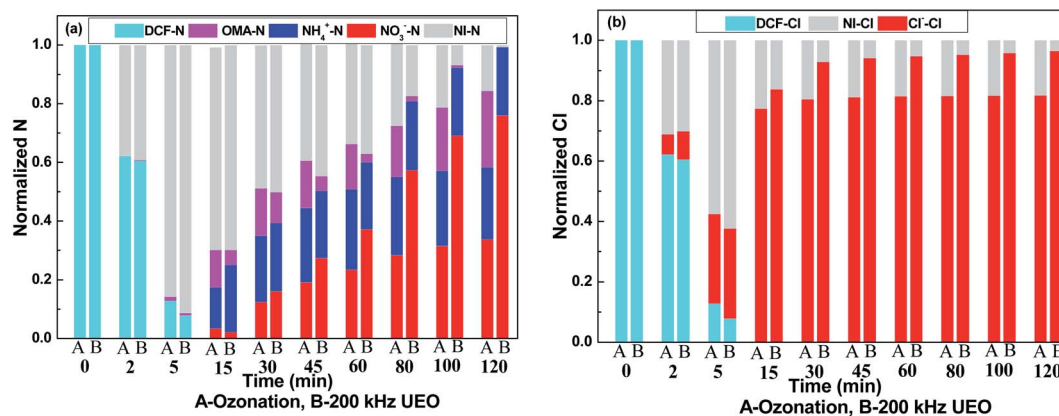 (a)
DCF-N OMA-N NH₄⁺-N NO₃⁻-N NI-N
Normalized N
1.0
0.8
0.6
0.4
0.2
0.0
A B A B A B A B A B A B A B A B A B A B
0 2 5 15 30 45 60 80 100 120
Time (min)
A-Ozonation, B-200 kHz UEO
(b)
DCF-Cl NI-Cl Cl⁻-Cl
Normalized Cl
1.0
0.8
0.6
0.4
0.2
0.0
A B A B A B A B A B A B A B A B A B A B
0 2 5 15 30 45 60 80 100 120
Time (min)
A-Ozonation, B-200 kHz UEO